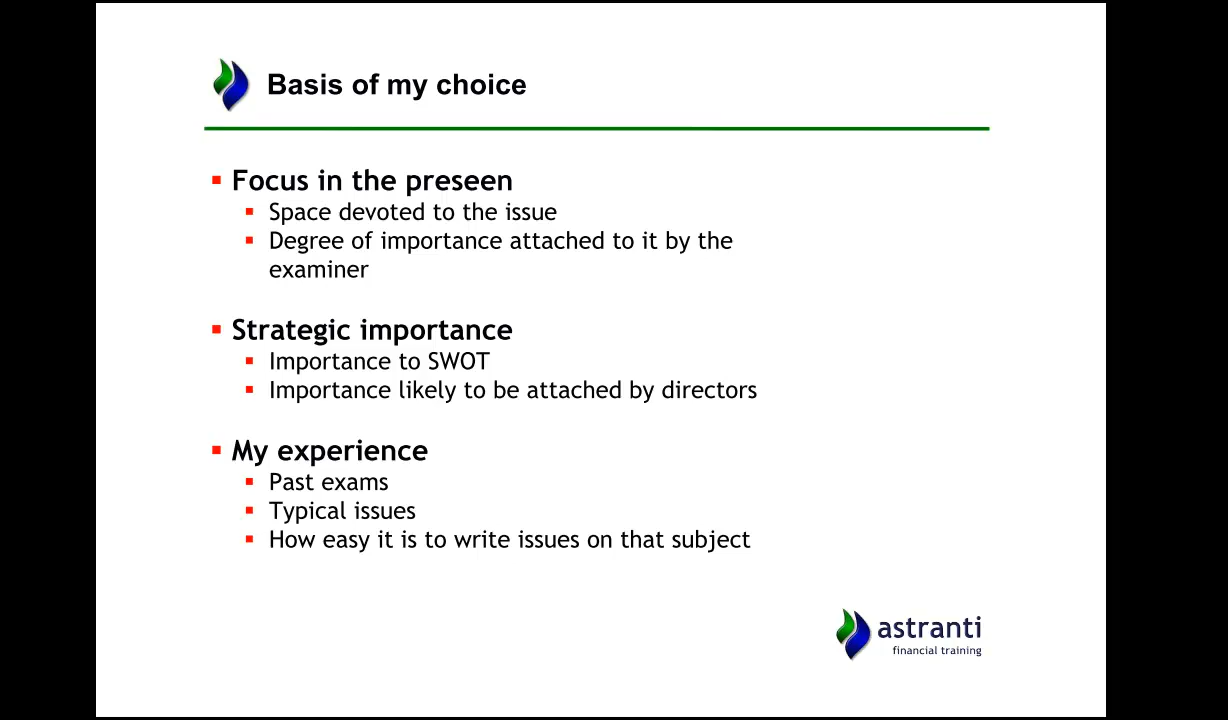 Basis of my choice
Focus in the preseen
Space devoted to the issue
Degree of importance attached to it by the
examiner
Strategic importance
Importance to SWOT
Importance likely to be attached by directors
My experience
Past exams
Typical issues
How easy it is to write issues on that subject
astranti
financial training